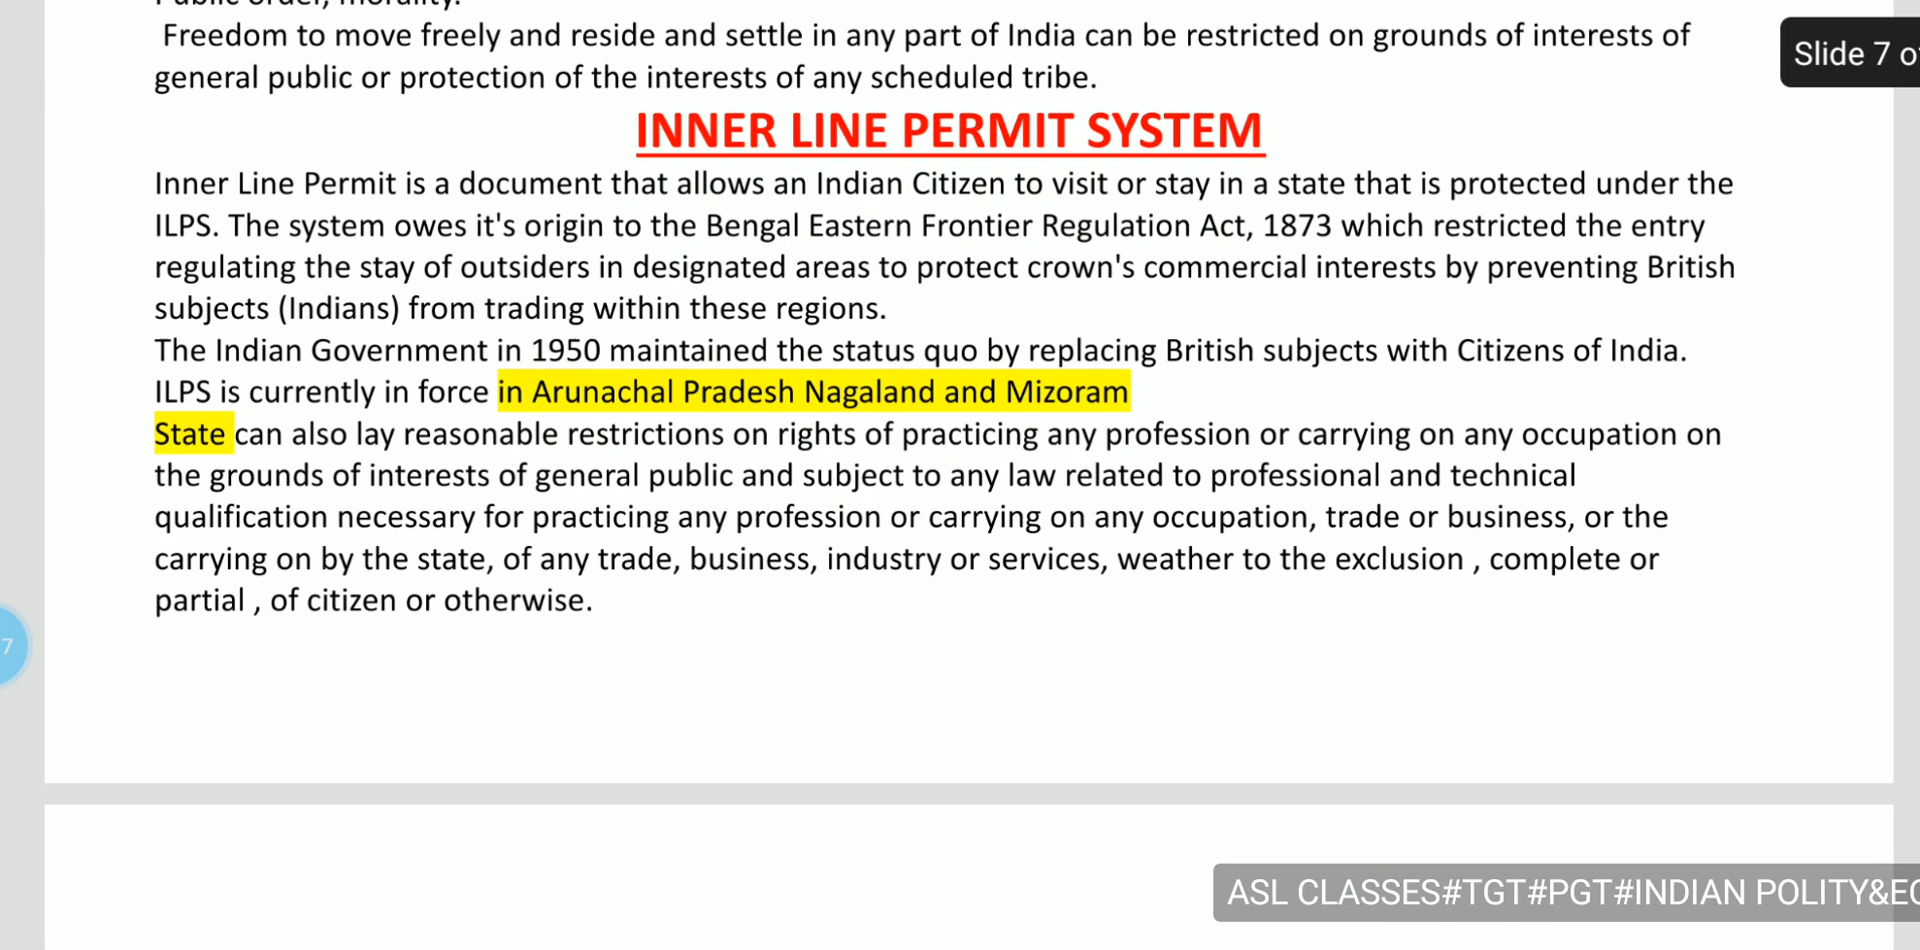 Public order, morality.
Freedom to move freely and reside and settle in any part of India can be restricted on grounds of interests of
general public or protection of the interests of any scheduled tribe.
Slide 7 o
INNER LINE PERMIT SYSTEM
Inner Line Permit is a document that allows an Indian Citizen to visit or stay in a state that is protected under the
ILPS. The system owes it's origin to the Bengal Eastern Frontier Regulation Act, 1873 which restricted the entry
regulating the stay of outsiders in designated areas to protect crown's commercial interests by preventing British
subjects (Indians) from trading within these regions.
The Indian Government in 1950 maintained the status quo by replacing British subjects with Citizens of India.
ILPS is currently in force in Arunachal Pradesh Nagaland and Mizoram
State can also lay reasonable restrictions on rights of practicing any profession or carrying on any occupation on
the grounds of interests of general public and subject to any law related to professional and technical
qualification necessary for practicing any profession or carrying on any occupation, trade or business, or the
carrying on by the state, of any trade, business, industry or services, weather to the exclusion , complete or
partial , of citizen or otherwise.
7
ASL CLASSES#TGT#PGT#INDIAN POLITY&EC